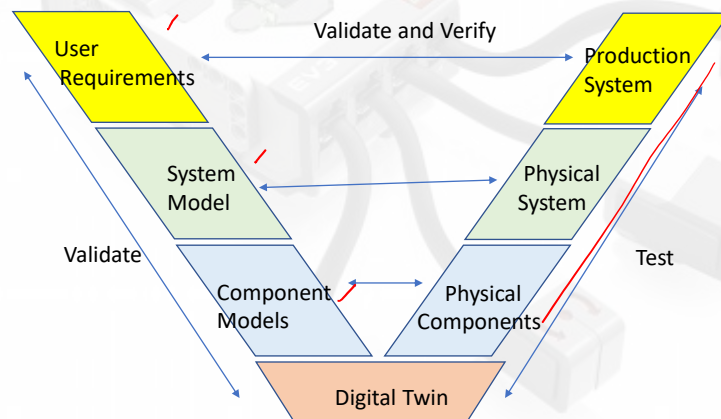 Validate and Verify
User
Requirements
Production
System
System
Model
Physical
System
Validate
Test
Component
Models
Physical
Components
Digital Twin